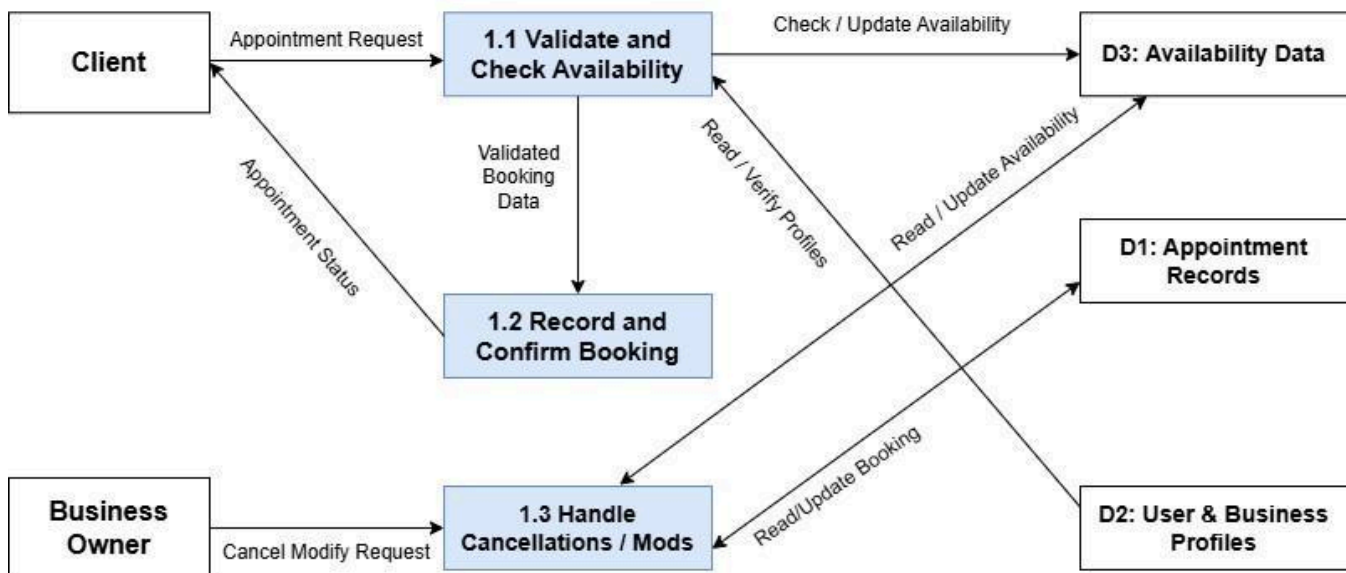 Client
Appointment Request
1.1 Validate and
Check Availability
Check / Update Availability
D3: Availability Data
Appointment Status
Validated
Booking
Data
Read / Verify Profiles
Read / Update Availability
D1: Appointment
Records
1.2 Record and
Confirm Booking
Read/Update Booking
Business
Owner
Cancel Modify Request
1.3 Handle
Cancellations / Mods
D2: User & Business
Profiles